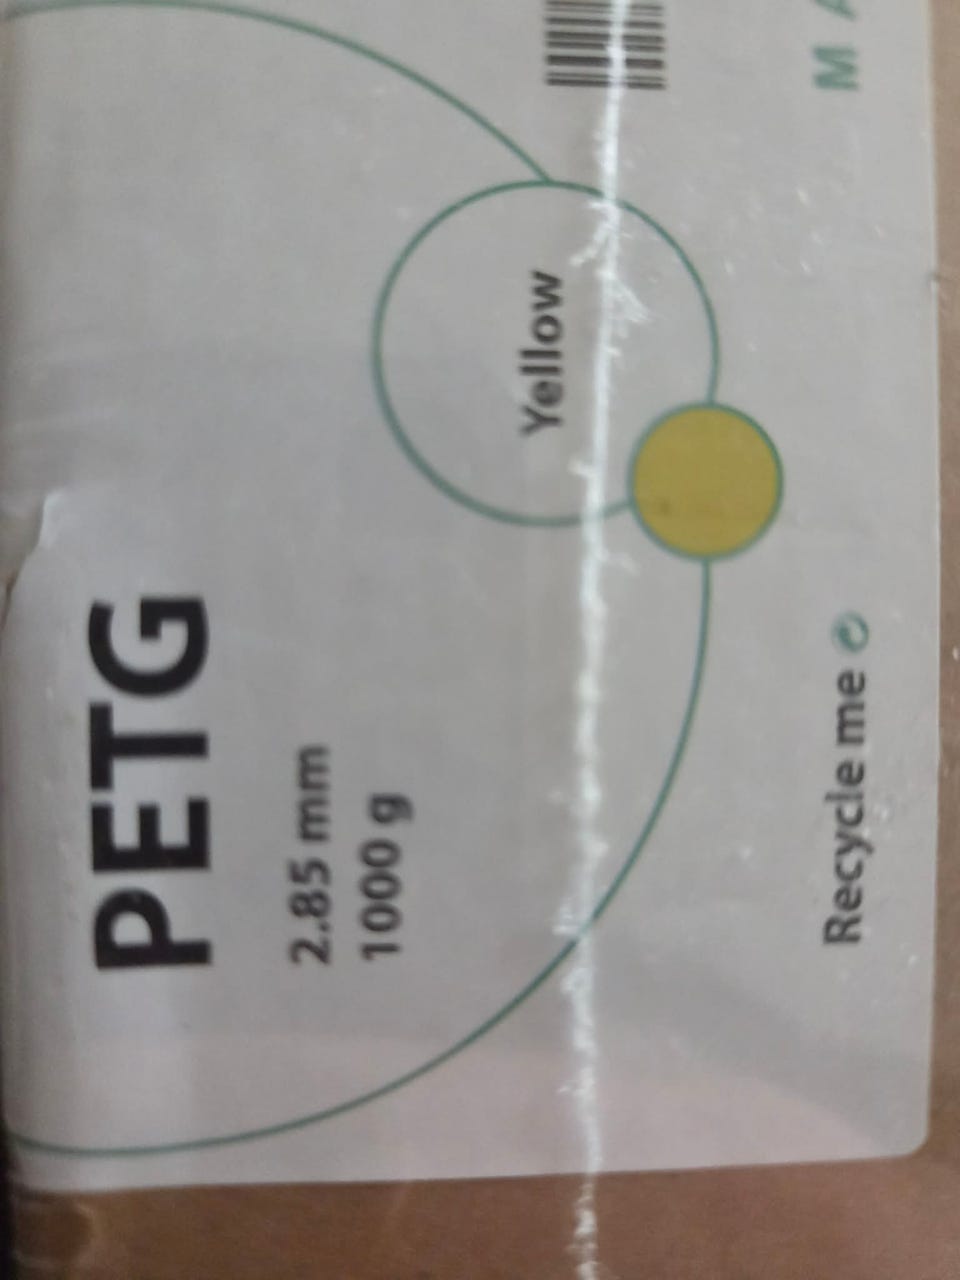 PETG
2.85 mm
1000 g
Yellow
Recycle me